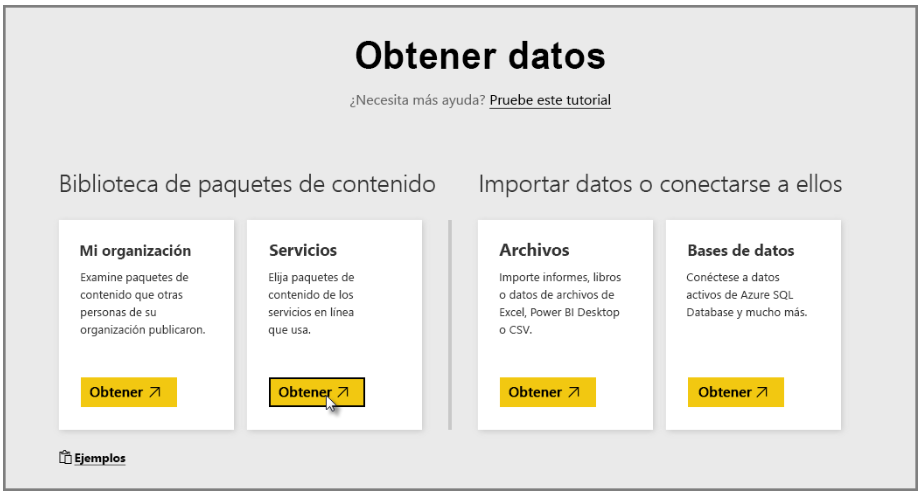 Obtener datos
¿Necesita más ayuda? Pruebe este tutorial
Biblioteca de paquetes de contenido
Mi organización
Examine paquetes de
contenido que otras
personas de su
organización publicaron.
Obtener
Servicios
Elija paquetes de
contenido de los
servicios en línea
que usa.
Obtener
Importar datos o conectarse a ellos
Archivos
Importe informes, libros
o datos de archivos de
Excel, Power BI Desktop
o CSV.
Obtener
Bases de datos
Conéctese a datos
activos de Azure SQL
Database y mucho más.
Obtener
Ejemplos